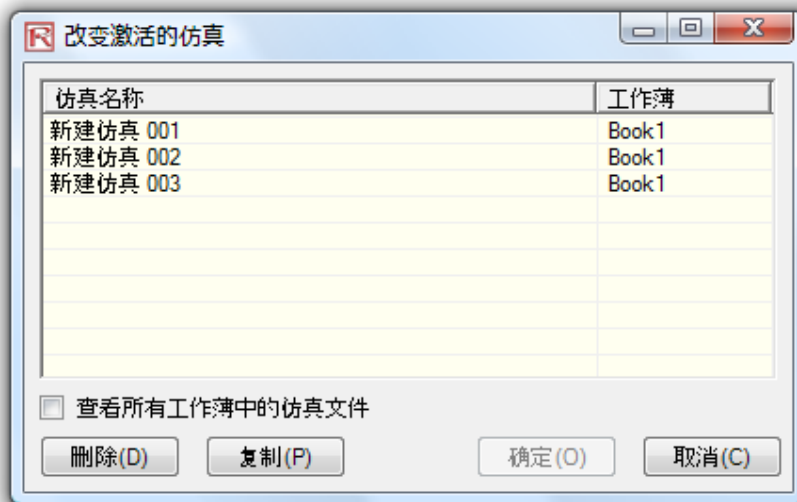 改变激活的仿真
仿真名称 工作薄
新建仿真 001 Book1
新建仿真 002 Book1
新建仿真 003 Book1
查看所有工作薄中的仿真文件
删除(D) 复制(P) 确定(O) 取消(C)